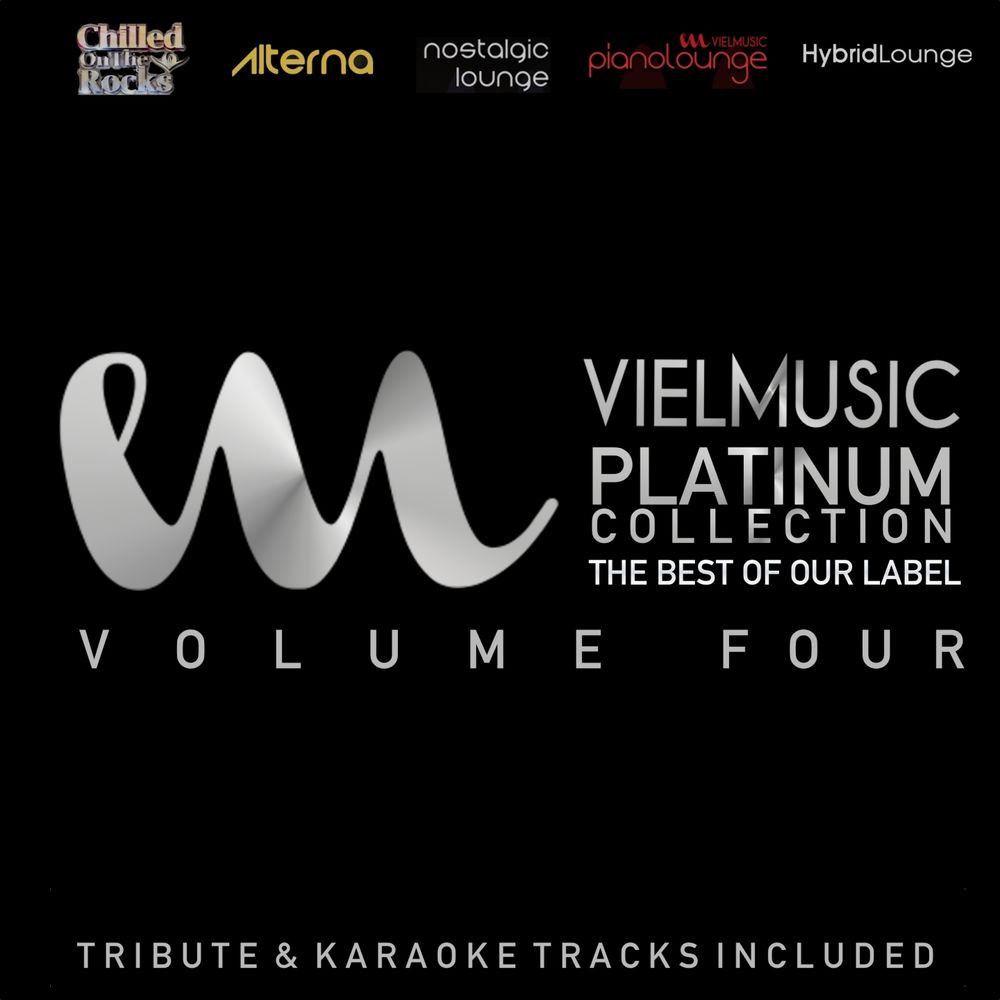 Chilled
On The
Rocks
Alterna
nostalgic
lounge
VIELMUSIC
pianolounge
HybridLounge
VIELMUSIC
PLATINUM
COLLECTION
THE BEST OF OUR LABEL
VOLUME FOUR
TRIBUTE & KARAOKE TRACKS INCLUDED